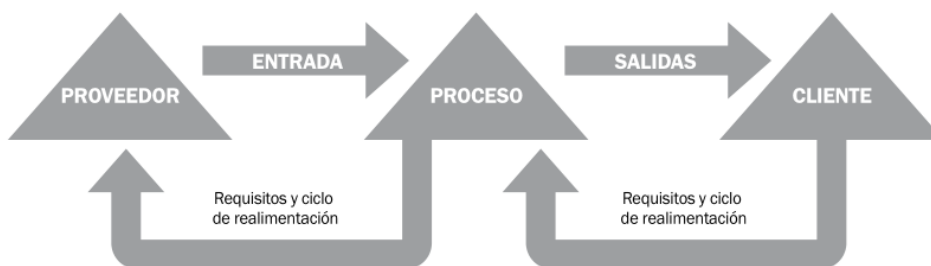 ENTRADA
SALIDAS
PROVEEDOR
PROCESO
CLIENTE
Requisitos y ciclo
de realimentación
Requisitos y ciclo
de realimentación